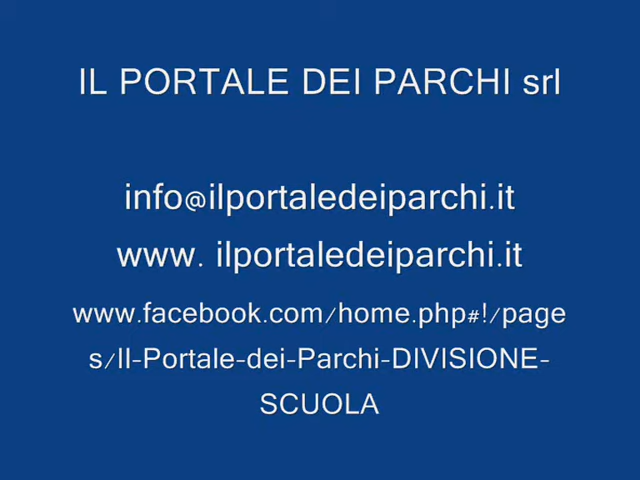 IL PORTALE DEI PARCHI srl
info@ilportaledeiparchi.it
www. ilportaledeiparchi.it
www.facebook.com/home.php#!/page
s/Il-Portale-dei-Parchi-DIVISIONE-
SCUOLA